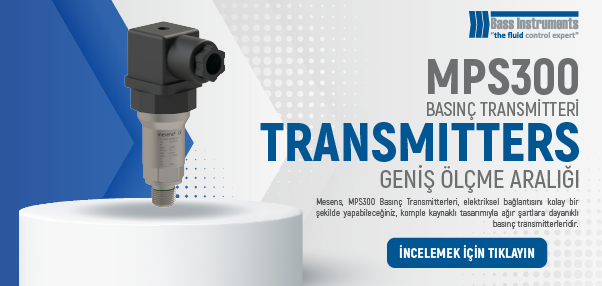 Bass Instruments
"the fluid control expert"
MPS300
BASINÇ TRANSMİTTERİ
TRANSMITTERS
GENİŞ ÖLÇME ARALIĞI
Mesens, MPS300 Basınç Transmitterleri, elektriksel bağlantısını kolay bir
şekilde yapabileceğiniz, komple kaynaklı tasarımıyla ağır şartlara dayanıklı
basınç transmitterleridir.
İNCELEMEK İÇİN TIKLAYIN
mesens